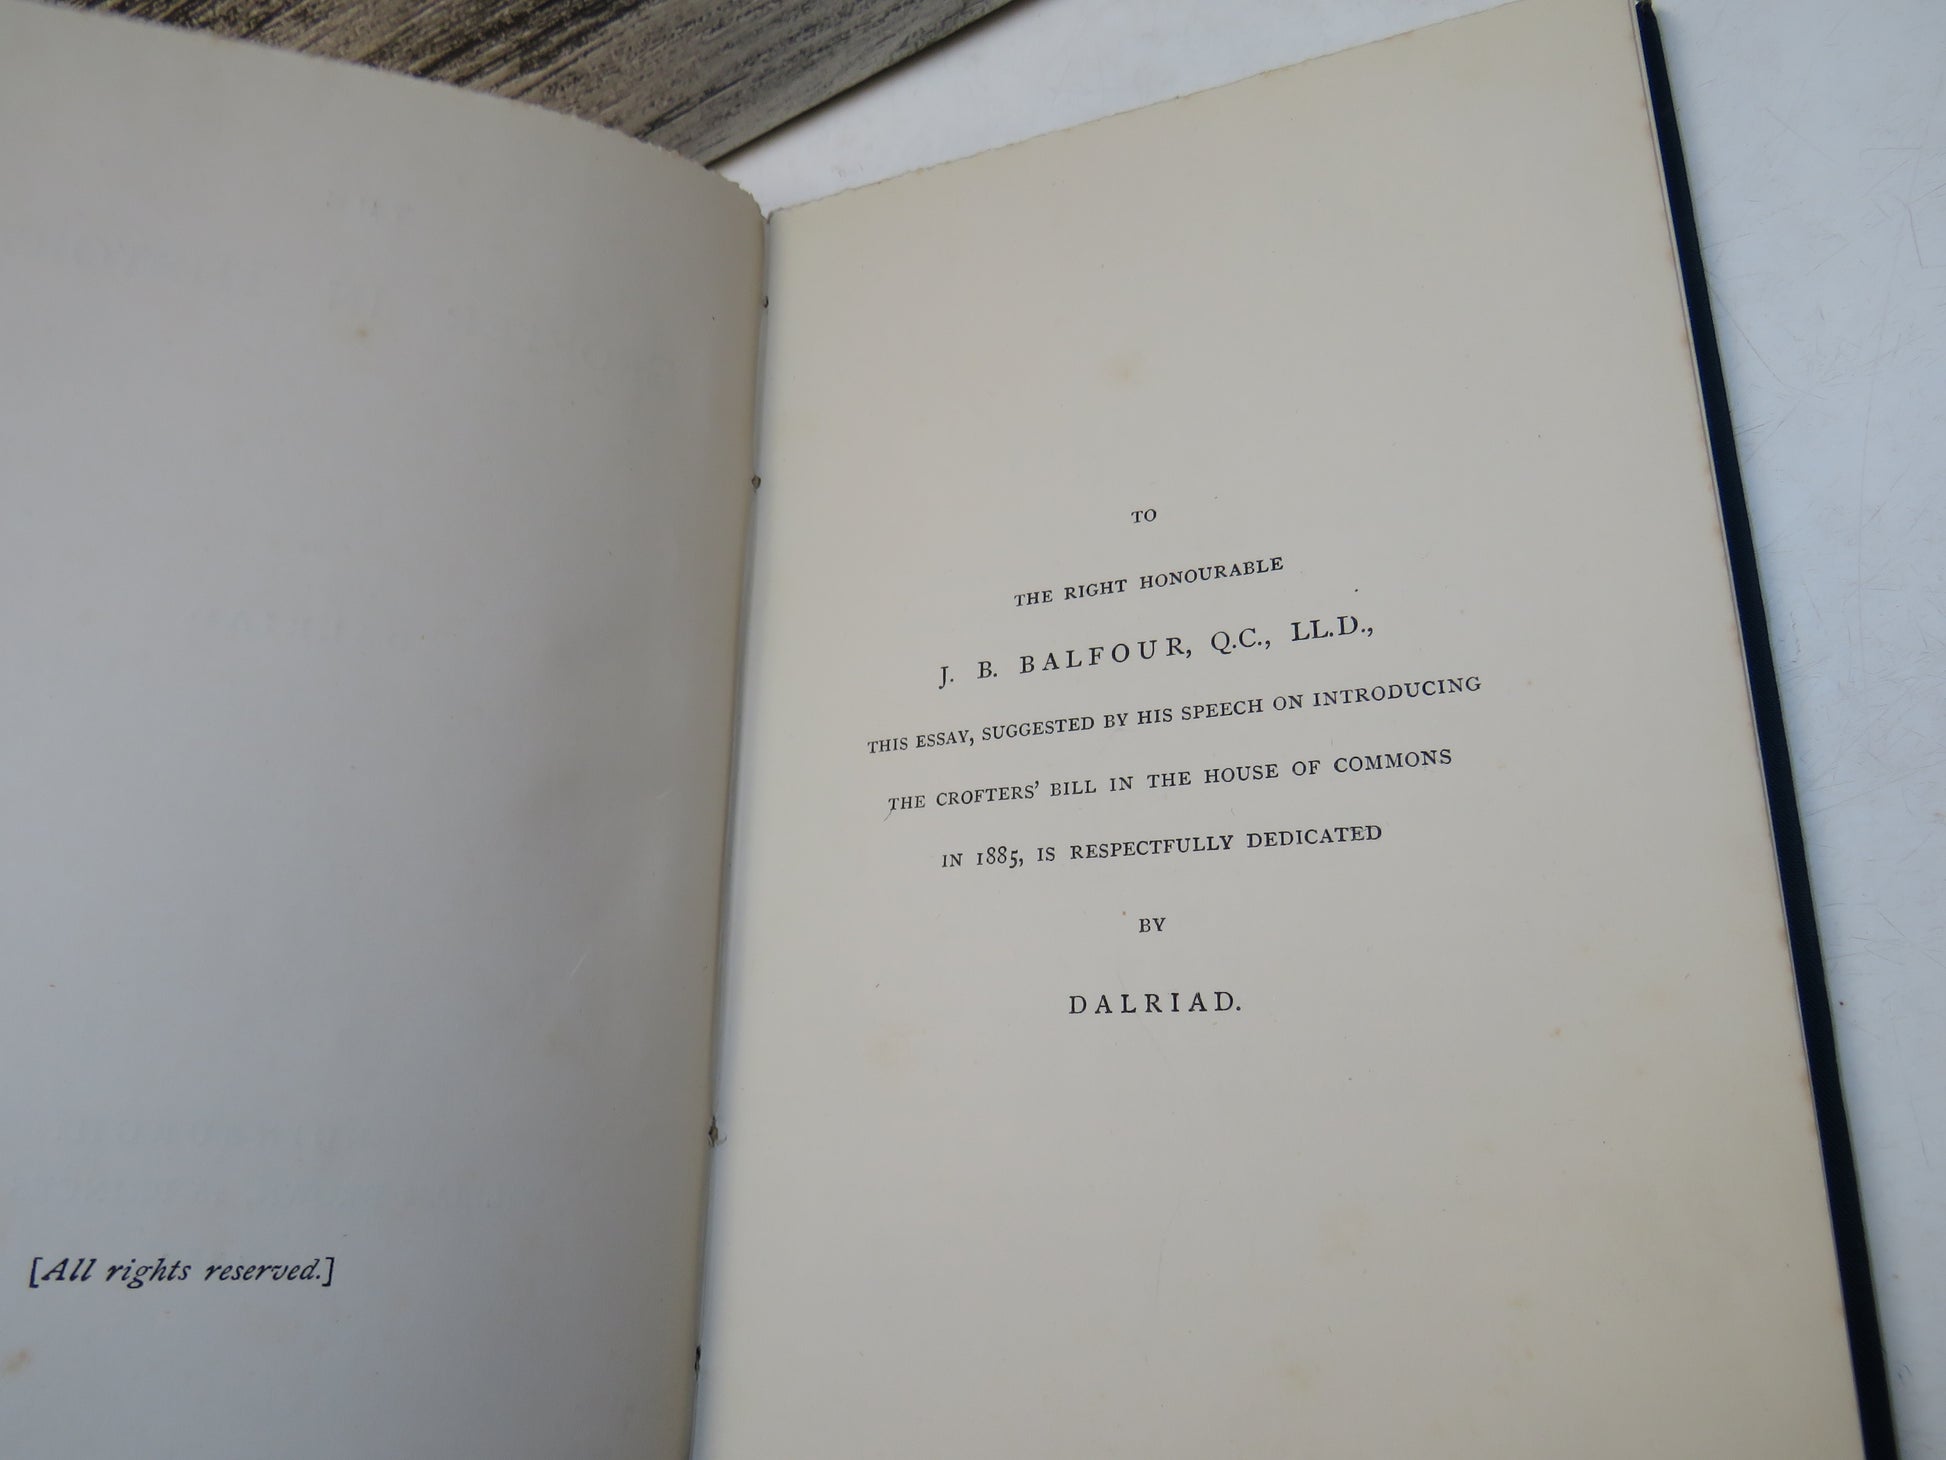 [All rights reserved.]
TO
THE RIGHT HONOURABLE
J. B. BALFOUR, Q.C., LL.D.,
THIS ESSAY, SUGGESTED BY HIS SPEECH ON INTRODUCING
THE CROFTERS' BILL IN THE HOUSE OF COMMONS
IN 1885, IS RESPECTFULLY DEDICATED
BY
DALRIAD.